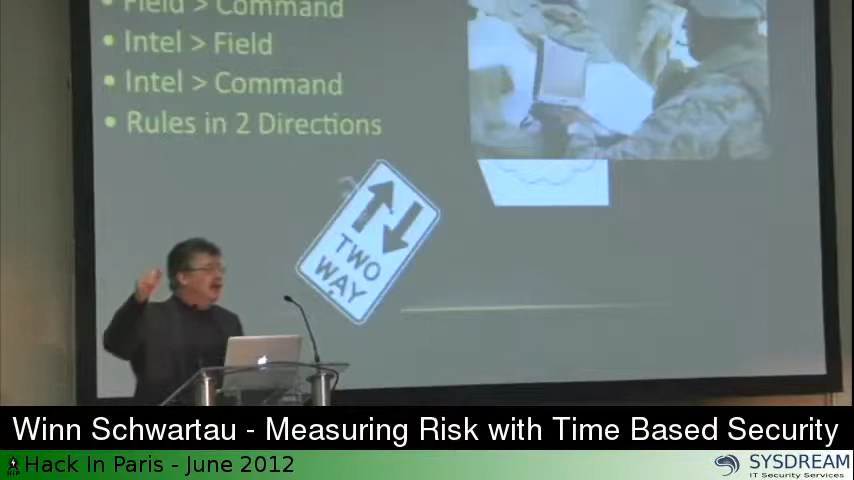 • Field > Command
• Intel > Field
• Intel > Command
• Rules in 2 Directions
TWO
WAY
Winn Schwartau - Measuring Risk with Time Based Security
Hack In Paris - June 2012
SYSDREAM
IT Security Services